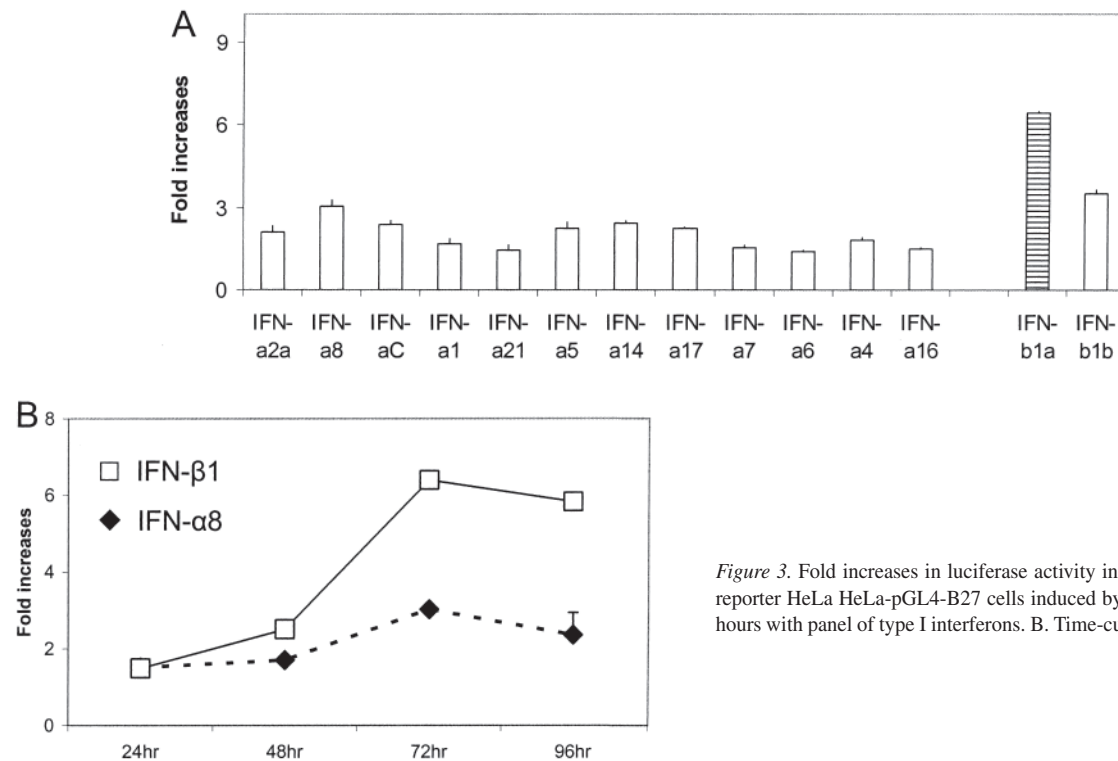 A
Fold increases
9
6
3
0
IFN- IFN- IFN- IFN- IFN- IFN- IFN- IFN- IFN- IFN- IFN- IFN- IFN- IFN-
a2a a8 aC a1 a21 a5 a14 a17 a7 a6 a4 a16 b1a b1b
B
Fold increases
8
6
4
2
0
IFN-β1
IFN-α8
24hr 48hr 72hr 96hr
Figure 3. Fold increases in luciferase activity in
reporter HeLa HeLa-pGL4-B27 cells induced by
hours with panel of type I interferons. B. Time-cu